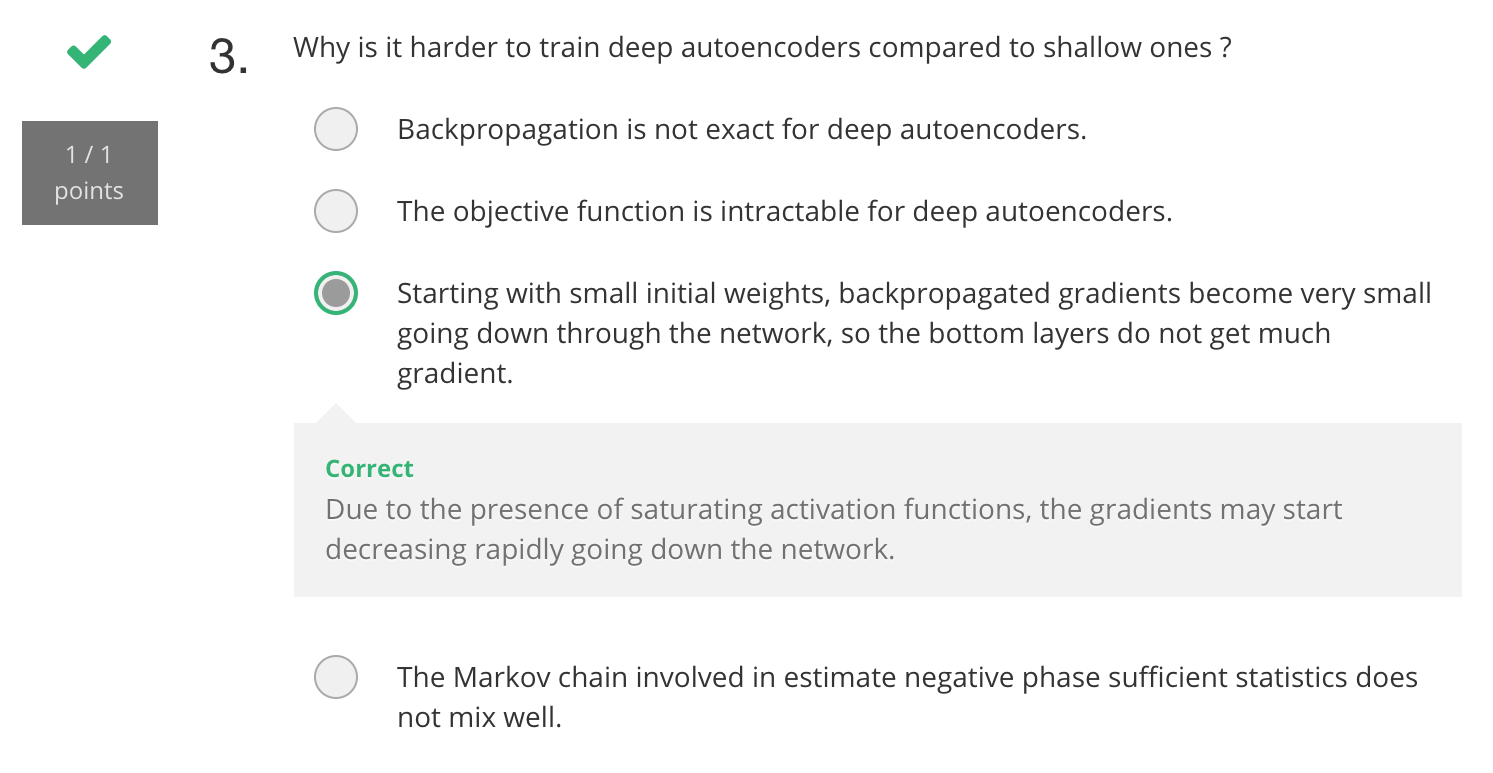 3. Why is it harder to train deep autoencoders compared to shallow ones ?
1 / 1
points
Backpropagation is not exact for deep autoencoders.
The objective function is intractable for deep autoencoders.
Starting with small initial weights, backpropagated gradients become very small
going down through the network, so the bottom layers do not get much
gradient.
Correct
Due to the presence of saturating activation functions, the gradients may start
decreasing rapidly going down the network.
The Markov chain involved in estimate negative phase sufficient statistics does
not mix well.